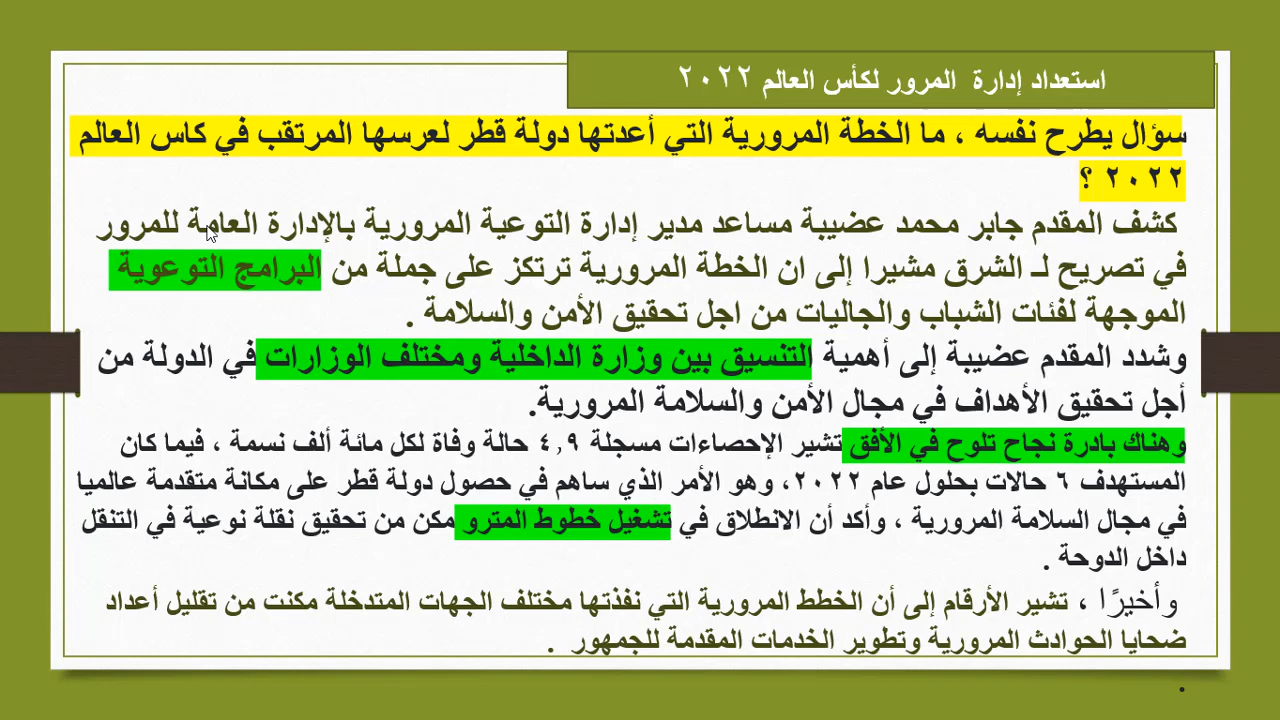 استعداد إدارة المرور لكأس العالم ٢٠٢٢
سؤال يطرح نفسه ، ما الخطة المرورية التي أعدتها دولة قطر لعرسها المرتقب في كاس العالم
٢٠٢٢ ؟
كشف المقدم جابر محمد عضيبة مساعد مدير إدارة التوعية المرورية بالإدارة العامة للمرور
في تصريح لـ الشرق مشيرا إلى ان الخطة المرورية ترتكز على جملة من البرامج التوعوية
الموجهة لفئات الشباب والجاليات من اجل تحقيق الأمن والسلامة .
وشدد المقدم عضيبة إلى أهمية التنسيق بين وزارة الداخلية ومختلف الوزارات في الدولة من
أجل تحقيق الأهداف في مجال الأمن والسلامة المرورية.
وهناك بادرة نجاح تلوح في الأفق تشير الإحصاءات مسجلة ٤,٩ حالة وفاة لكل مائة ألف نسمة ، فيما كان
المستهدف ٦ حالات بحلول عام ٢٠٢٢، وهو الأمر الذي ساهم في حصول دولة قطر على مكانة متقدمة عالميا
في مجال السلامة المرورية ، وأكد أن الانطلاق في تشغيل خطوط المترو مكن من تحقيق نقلة نوعية في التنقل
داخل الدوحة .
وأخيرًا ، تشير الأرقام إلى أن الخطط المرورية التي نفذتها مختلف الجهات المتدخلة مكنت من تقليل أعداد
ضحايا الحوادث المرورية وتطوير الخدمات المقدمة للجمهور .
.